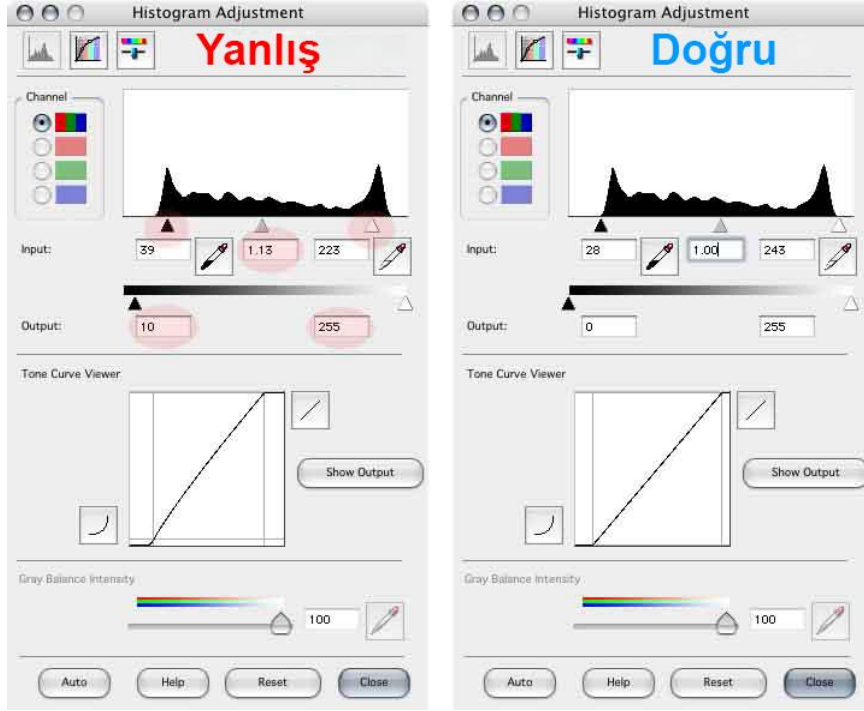 Histogram Adjustment
Yanlış
Channel
Input:
39
1.13
223
Output:
10
255
Tone Curve Viewer
Show Output
Gray Balance Intensity
100
Auto
Help
Reset
Close
Histogram Adjustment
Doğru
Channel
Input:
28
1.00
243
Output:
0
255
Tone Curve Viewer
Show Output
Gray Balance Intensity
100
Auto
Help
Reset
Close